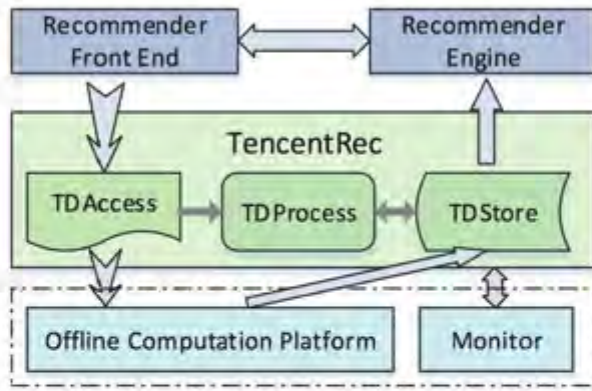 Recommender
Front End
Recommender
Engine
TencentRec
TDAccess
TDProcess
TDStore
Offline Computation Platform
Monitor